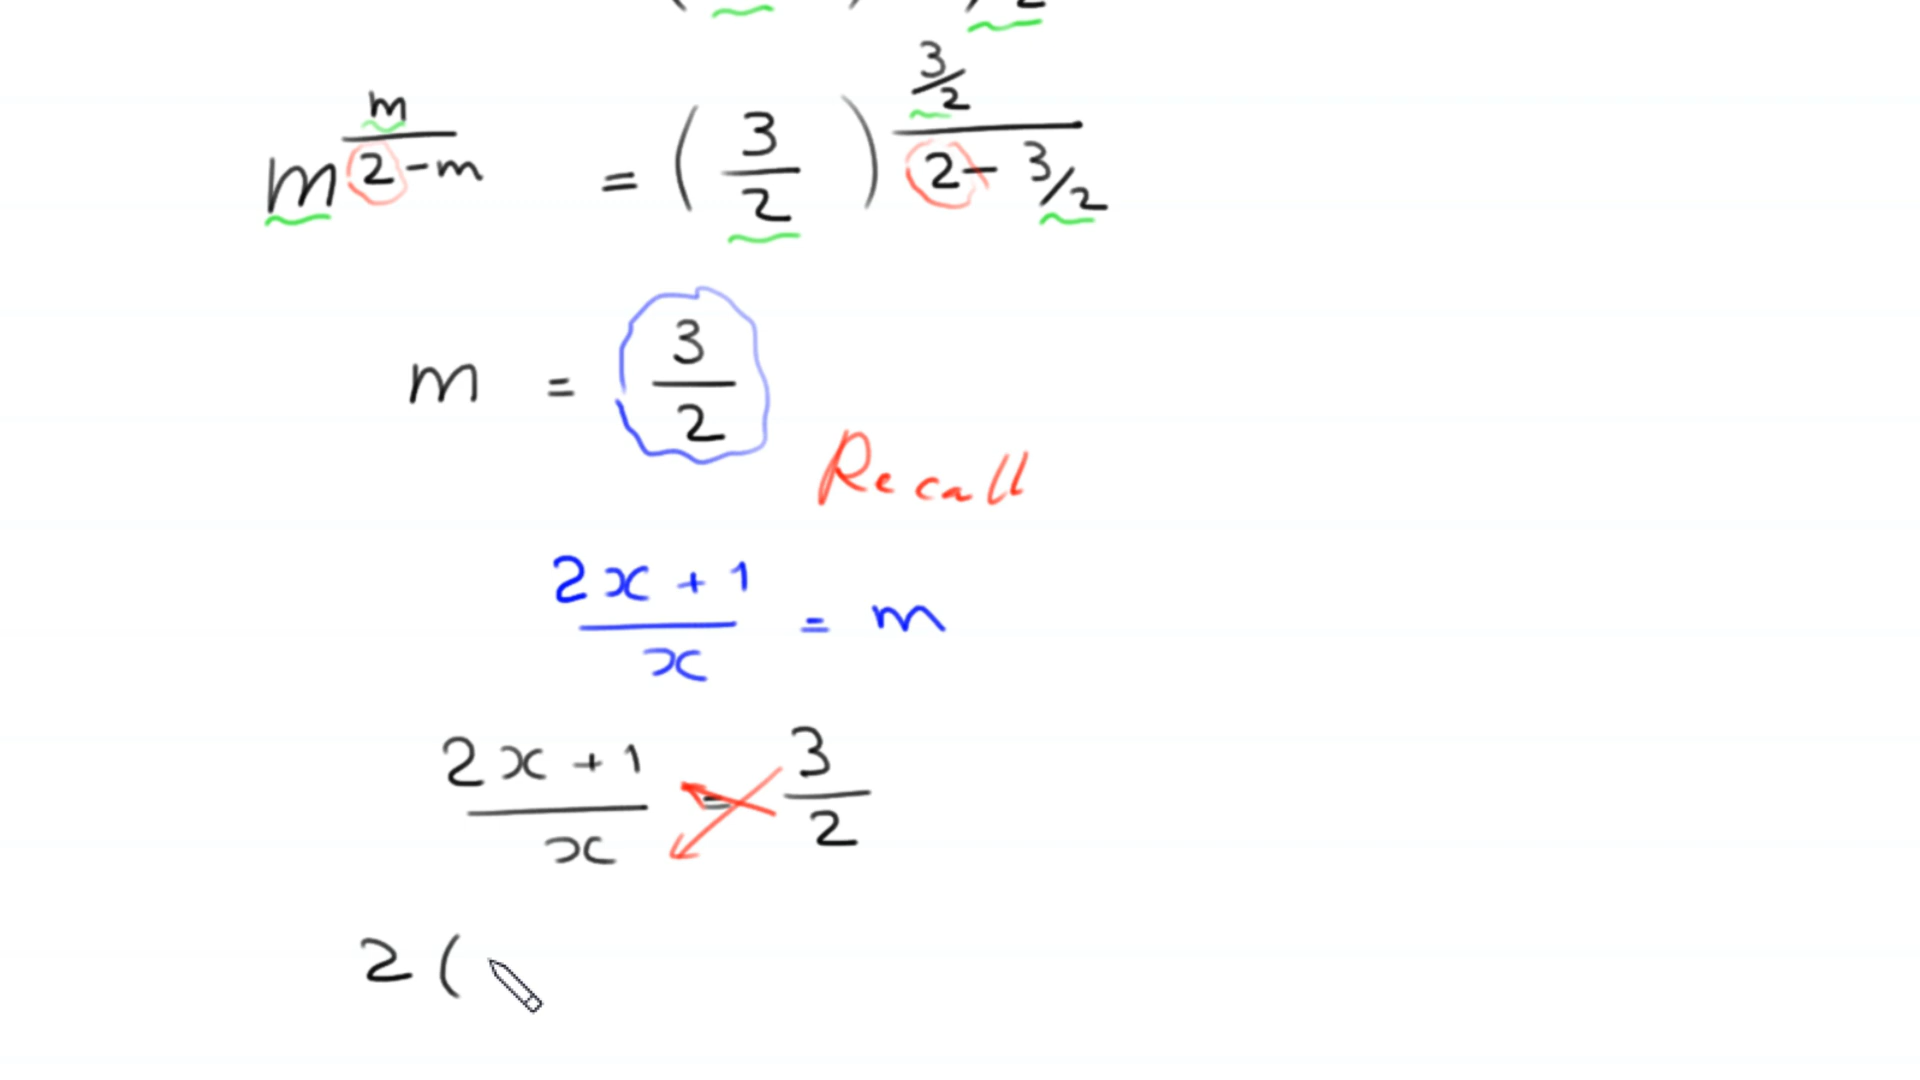 m^(m/(2-m)) = (3/2)^((3/2)/(2-3/2))
m = 3/2
Recall
(2x+1)/x = m
(2x+1)/x = 3/2
2(